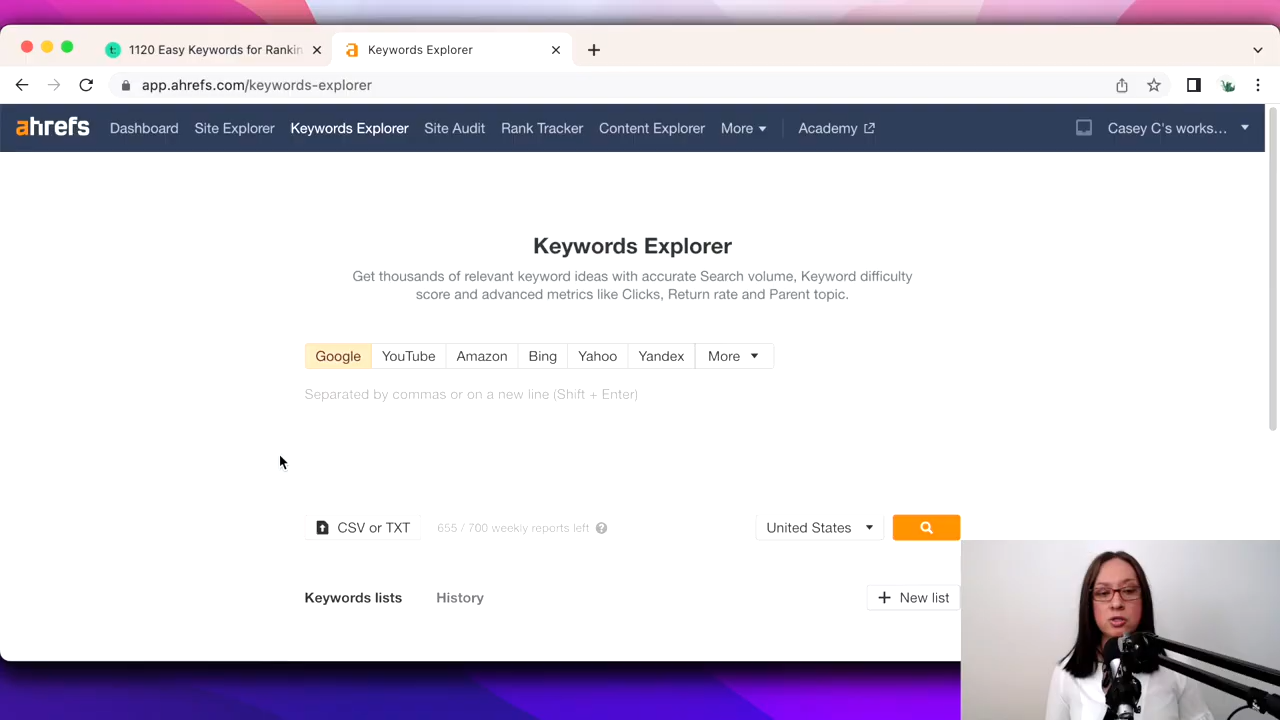 1120 Easy Keywords for Rankin
Keywords Explorer
app.ahrefs.com/keywords-explorer
ahrefs
Dashboard
Site Explorer
Keywords Explorer
Site Audit
Rank Tracker
Content Explorer
More
Academy
Casey C's works...
Keywords Explorer
Get thousands of relevant keyword ideas with accurate Search volume, Keyword difficulty
score and advanced metrics like Clicks, Return rate and Parent topic.
Google
YouTube
Amazon
Bing
Yahoo
Yandex
More
Separated by commas or on a new line (Shift + Enter)
CSV or TXT
655 / 700 weekly reports left
United States
Keywords lists
History
New list